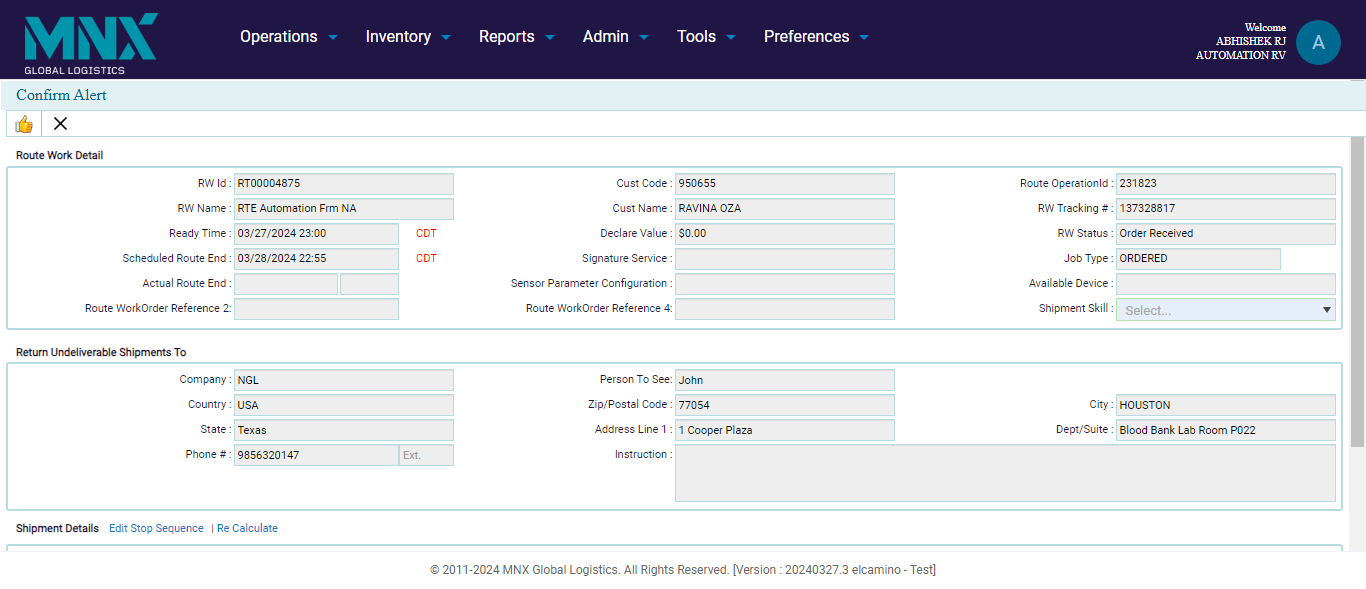 MNX
GLOBAL LOGISTICS
Operations Inventory Reports Admin Tools Preferences
Welcome
ABHISHEK RJ
AUTOMATION RV
A
Confirm Alert
Route Work Detail
RW Id : RT00004875 Cust Code : 950655 Route OperationId : 231823
RW Name : RTE Automation Frm NA Cust Name : RAVINA OZA RW Tracking # : 137328817
Ready Time : 03/27/2024 23:00 CDT Declare Value : $0.00 RW Status : Order Received
Scheduled Route End : 03/28/2024 22:55 CDT Signature Service : Job Type : ORDERED
Actual Route End : Sensor Parameter Configuration : Available Device :
Route WorkOrder Reference 2: Route WorkOrder Reference 4: Shipment Skill : Select...
Return Undeliverable Shipments To
Company : NGL Person To See: John
Country : USA Zip/Postal Code : 77054 City : HOUSTON
State : Texas Address Line 1 : 1 Cooper Plaza Dept/Suite : Blood Bank Lab Room P022
Phone # : 9856320147 Ext. Instruction :
Shipment Details Edit Stop Sequence | Re Calculate
© 2011-2024 MNX Global Logistics. All Rights Reserved. [Version : 20240327.3 elcamino - Test]